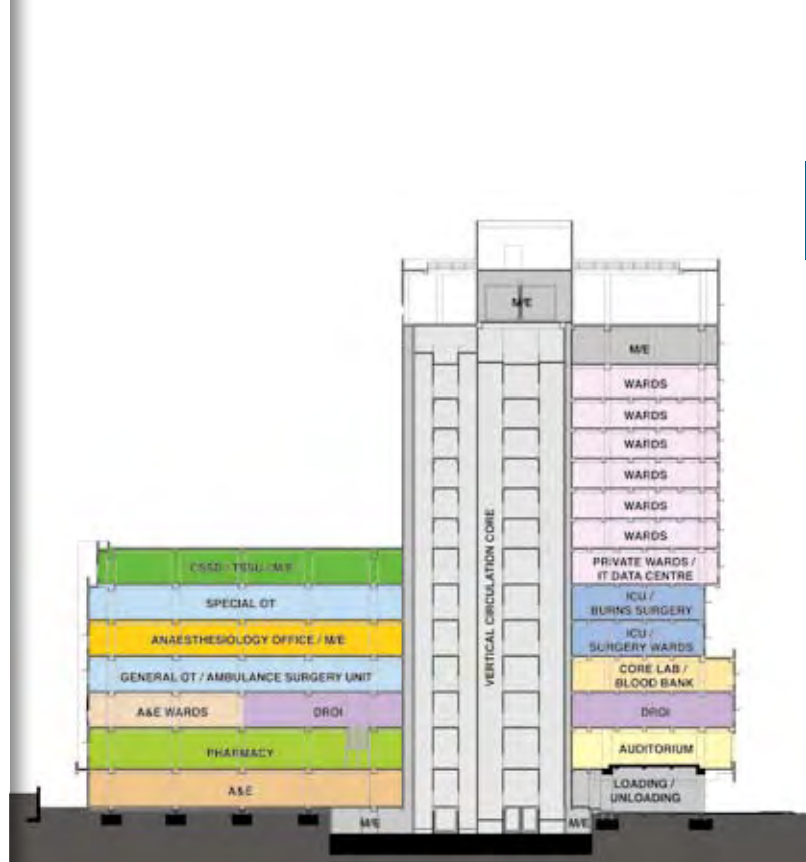 M/E
M/E
WARDS
WARDS
WARDS
WARDS
WARDS
WARDS
PRIVATE WARDS /
IT DATA CENTRE
ICU /
BURNS SURGERY
ICU /
SURGERY WARDS
CORE LAB /
BLOOD BANK
DROI
AUDITORIUM
LOADING /
UNLOADING
M/E
VERTICAL CIRCULATION CORE
CSSD / TSSU / M/E
SPECIAL OT
ANAESTHESIOLOGY OFFICE / M/E
GENERAL OT / AMBULANCE SURGERY UNIT
A&E WARDS
DROI
PHARMACY
A&E
M/E